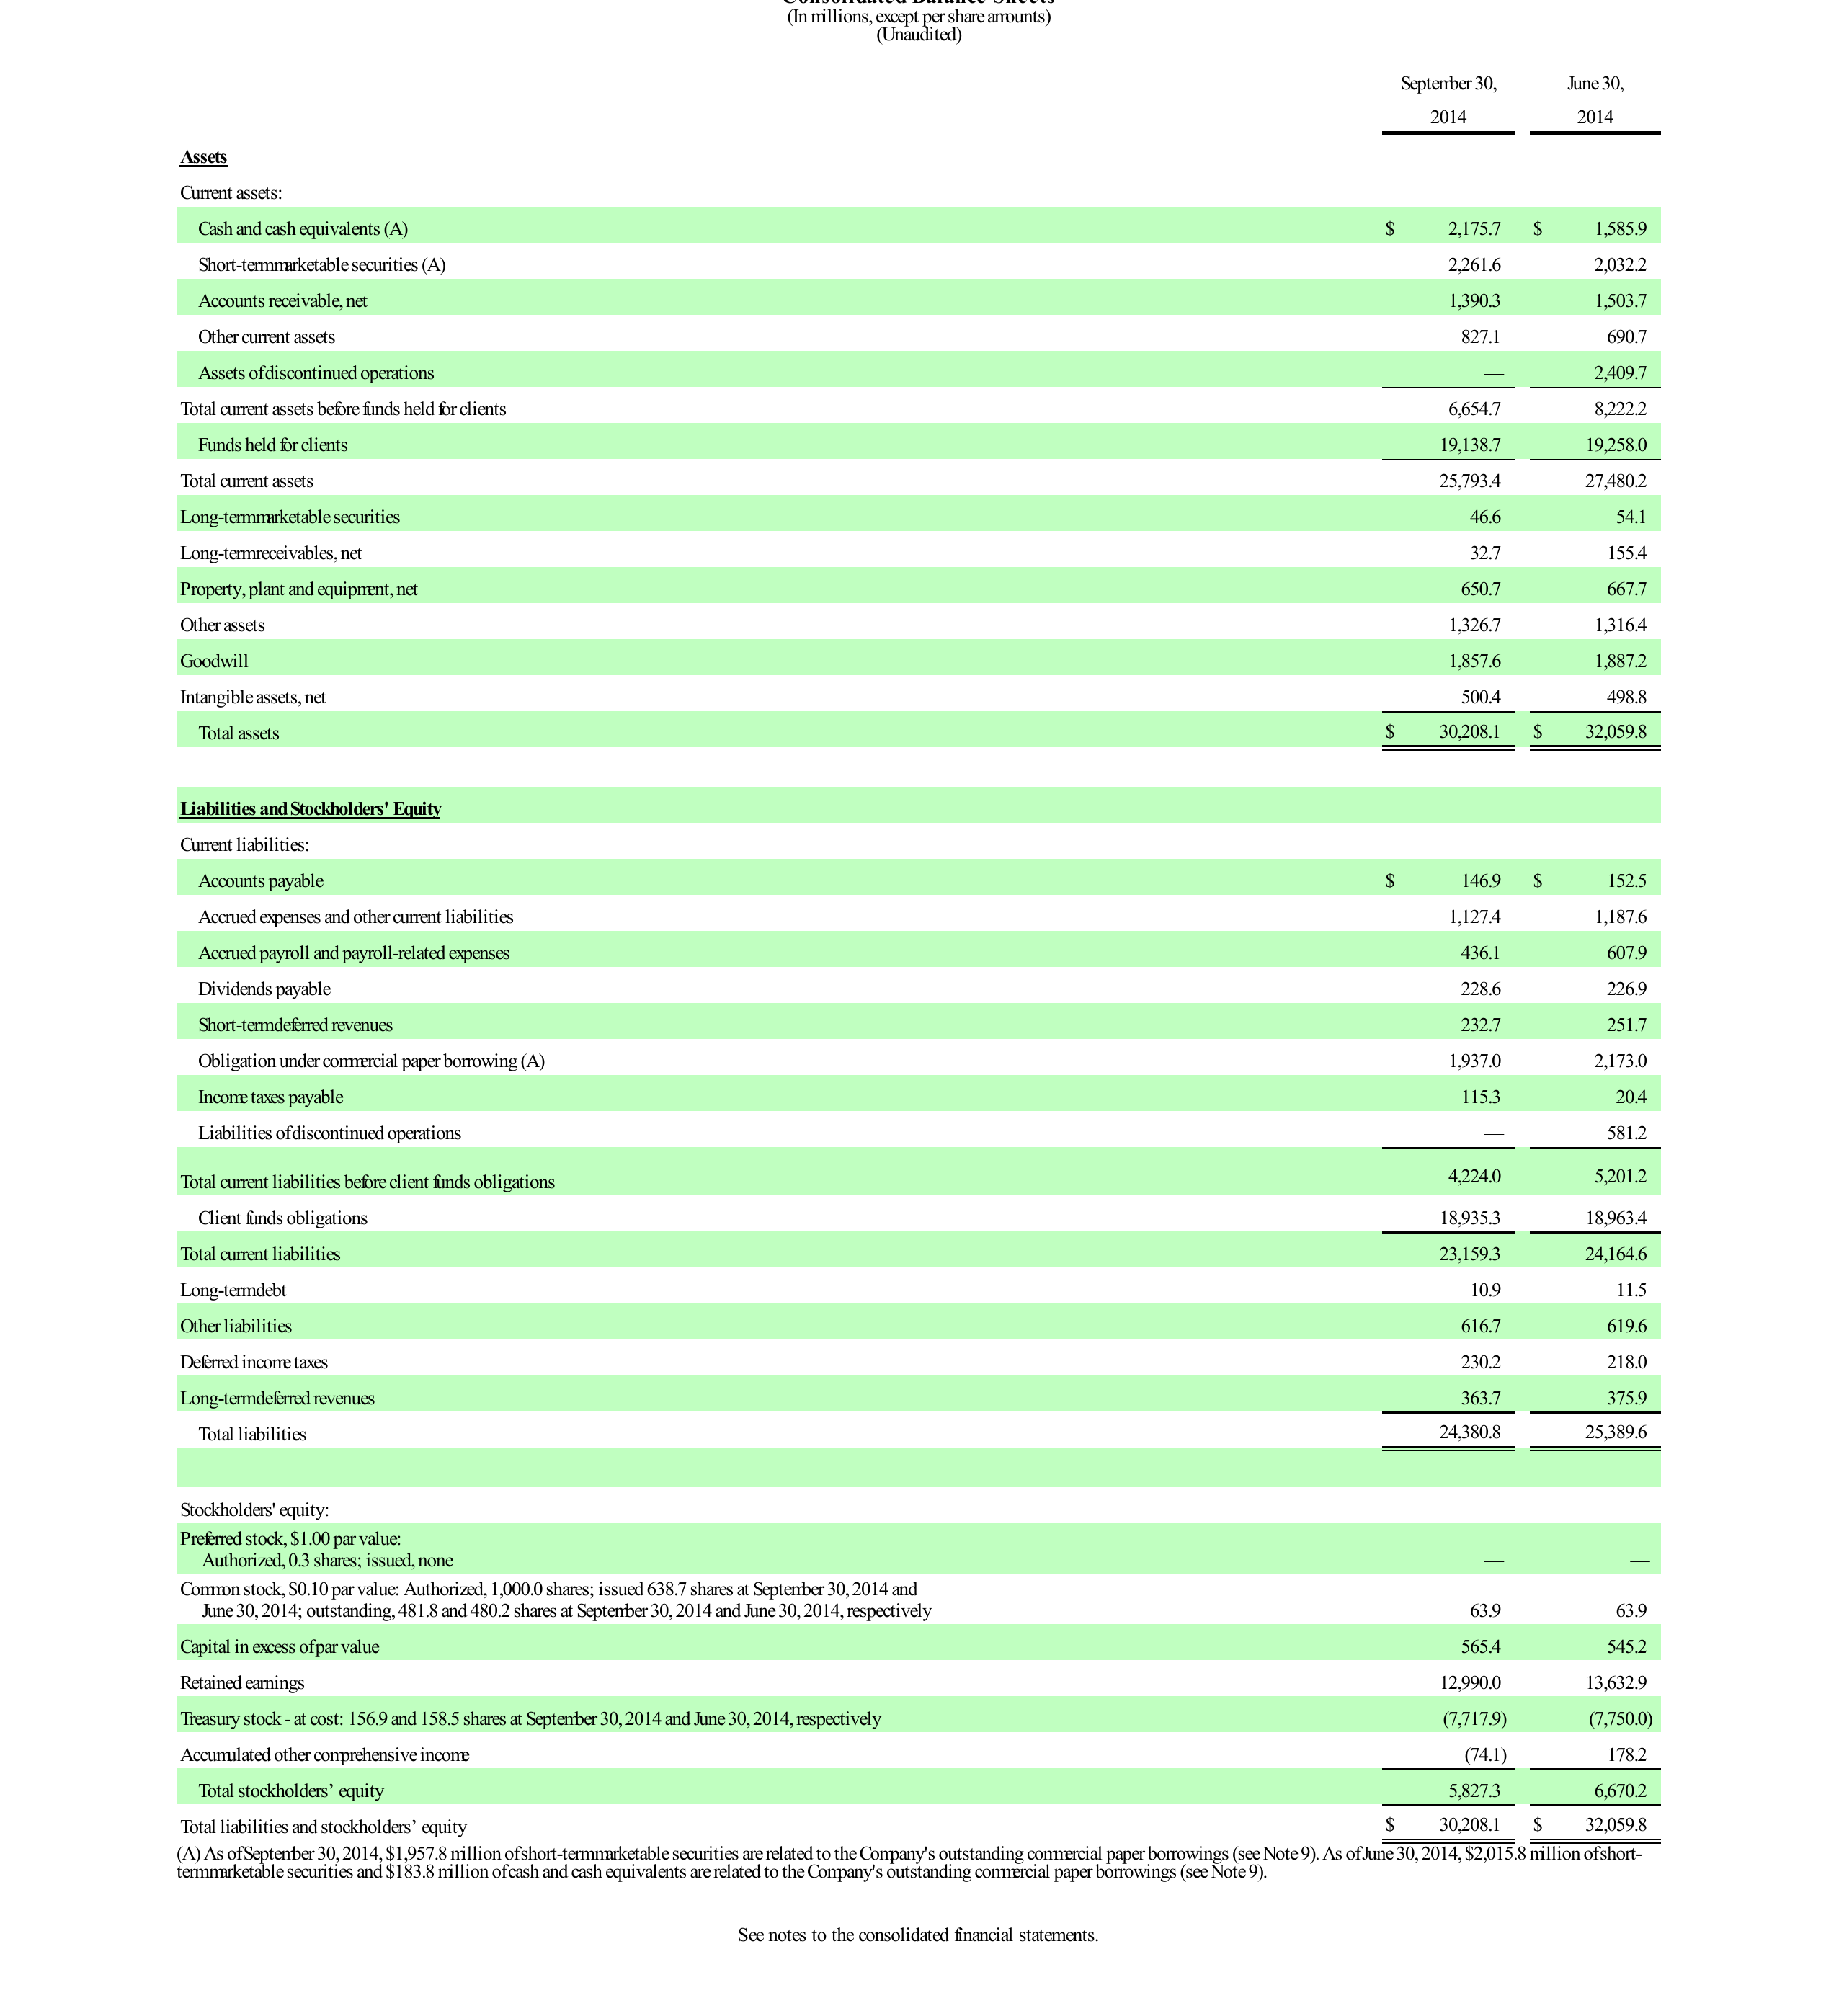 (In millions, except per share amounts)
(Unaudited)
September 30, June 30,
2014 2014
Assets
Current assets:
Cash and cash equivalents (A) $ 2,175.7 $ 1,585.9
Short-term marketable securities (A) 2,261.6 2,032.2
Accounts receivable, net 1,390.3 1,503.7
Other current assets 827.1 690.7
Assets of discontinued operations — 2,409.7
Total current assets before funds held for clients 6,654.7 8,222.2
Funds held for clients 19,138.7 19,258.0
Total current assets 25,793.4 27,480.2
Long-term marketable securities 46.6 54.1
Long-term receivables, net 32.7 155.4
Property, plant and equipment, net 650.7 667.7
Other assets 1,326.7 1,316.4
Goodwill 1,857.6 1,887.2
Intangible assets, net 500.4 498.8
Total assets $ 30,208.1 $ 32,059.8
Liabilities and Stockholders' Equity
Current liabilities:
Accounts payable $ 146.9 $ 152.5
Accrued expenses and other current liabilities 1,127.4 1,187.6
Accrued payroll and payroll-related expenses 436.1 607.9
Dividends payable 228.6 226.9
Short-term deferred revenues 232.7 251.7
Obligation under commercial paper borrowing (A) 1,937.0 2,173.0
Income taxes payable 115.3 20.4
Liabilities of discontinued operations — 581.2
Total current liabilities before client funds obligations 4,224.0 5,201.2
Client funds obligations 18,935.3 18,963.4
Total current liabilities 23,159.3 24,164.6
Long-term debt 10.9 11.5
Other liabilities 616.7 619.6
Deferred income taxes 230.2 218.0
Long-term deferred revenues 363.7 375.9
Total liabilities 24,380.8 25,389.6
Stockholders' equity:
Preferred stock, $1.00 par value:
Authorized, 0.3 shares; issued, none — —
Common stock, $0.10 par value: Authorized, 1,000.0 shares; issued 638.7 shares at September 30, 2014 and
June 30, 2014; outstanding, 481.8 and 480.2 shares at September 30, 2014 and June 30, 2014, respectively 63.9 63.9
Capital in excess of par value 565.4 545.2
Retained earnings 12,990.0 13,632.9
Treasury stock - at cost: 156.9 and 158.5 shares at September 30, 2014 and June 30, 2014, respectively (7,717.9) (7,750.0)
Accumulated other comprehensive income (74.1) 178.2
Total stockholders’ equity 5,827.3 6,670.2
Total liabilities and stockholders’ equity $ 30,208.1 $ 32,059.8
(A) As of September 30, 2014, $1,957.8 million of short-term marketable securities are related to the Company's outstanding commercial paper borrowings (see Note 9). As of June 30, 2014, $2,015.8 million of short-
term marketable securities and $183.8 million of cash and cash equivalents are related to the Company's outstanding commercial paper borrowings (see Note 9).
See notes to the consolidated financial statements.